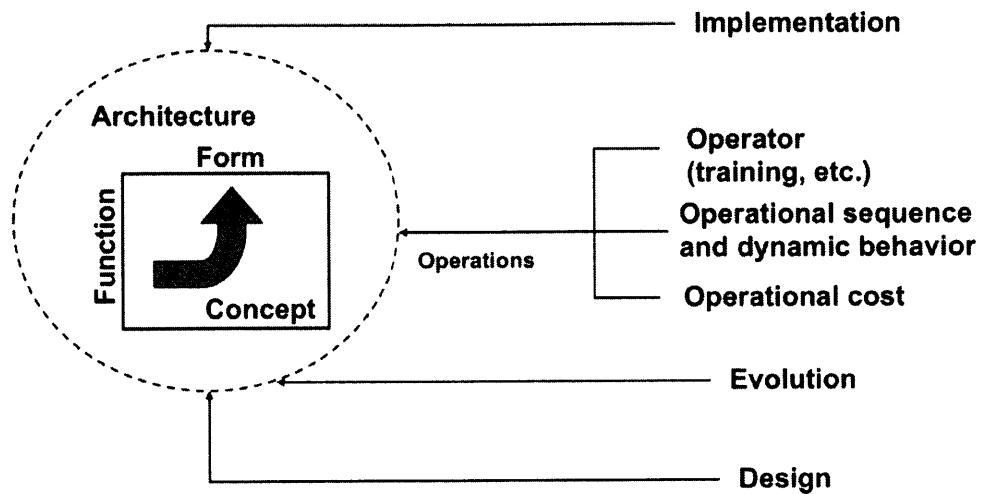 Implementation
Architecture
Form
Function
Concept
Operations
Operator
(training, etc.)
Operational sequence
and dynamic behavior
Operational cost
Evolution
Design